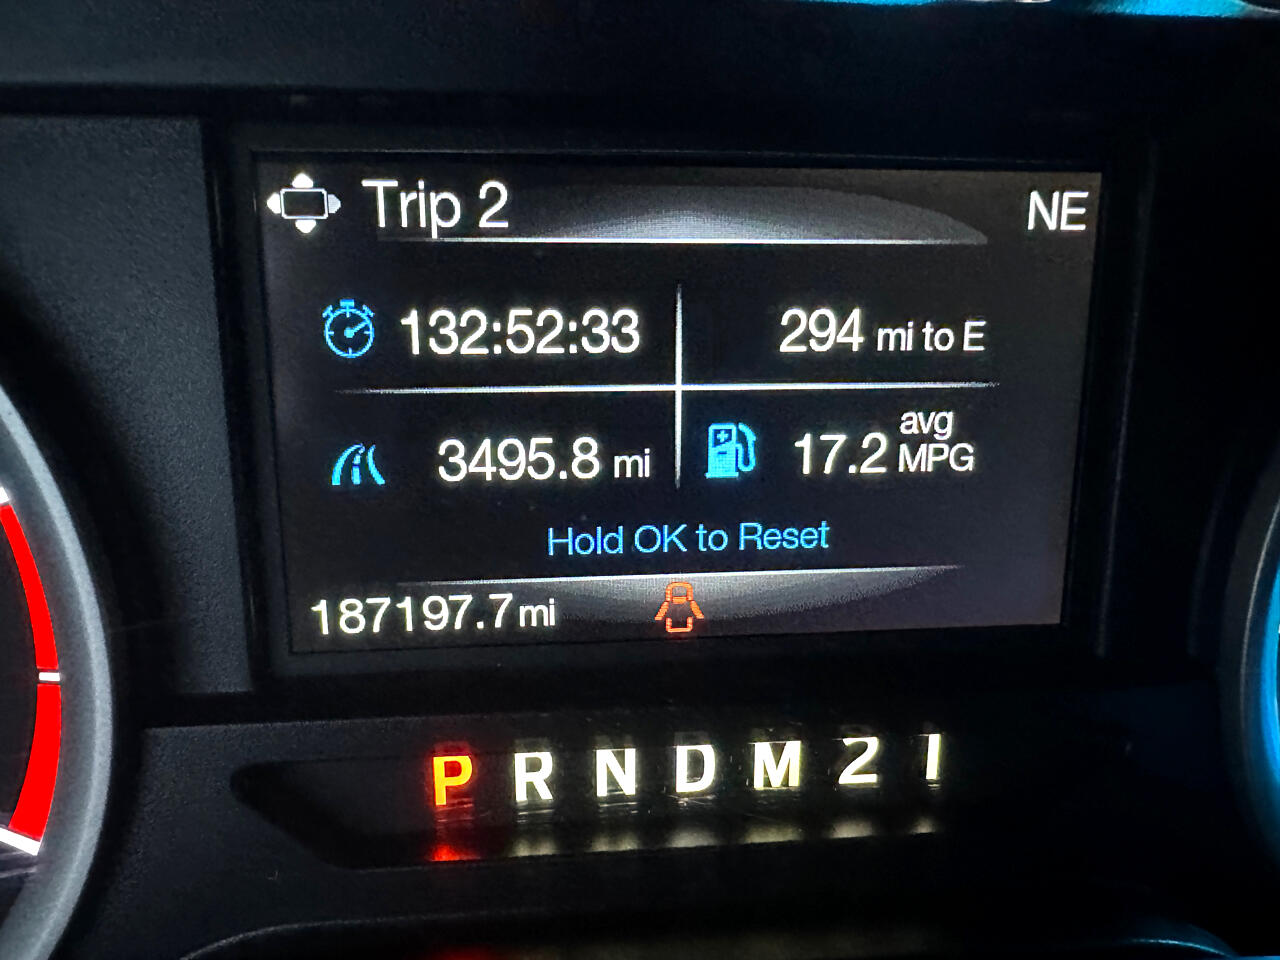 Trip 2 NE
132:52:33 294 mi to E
3495.8 mi 17.2 avg MPG
Hold OK to Reset
187197.7 mi
P R N D M 2 1